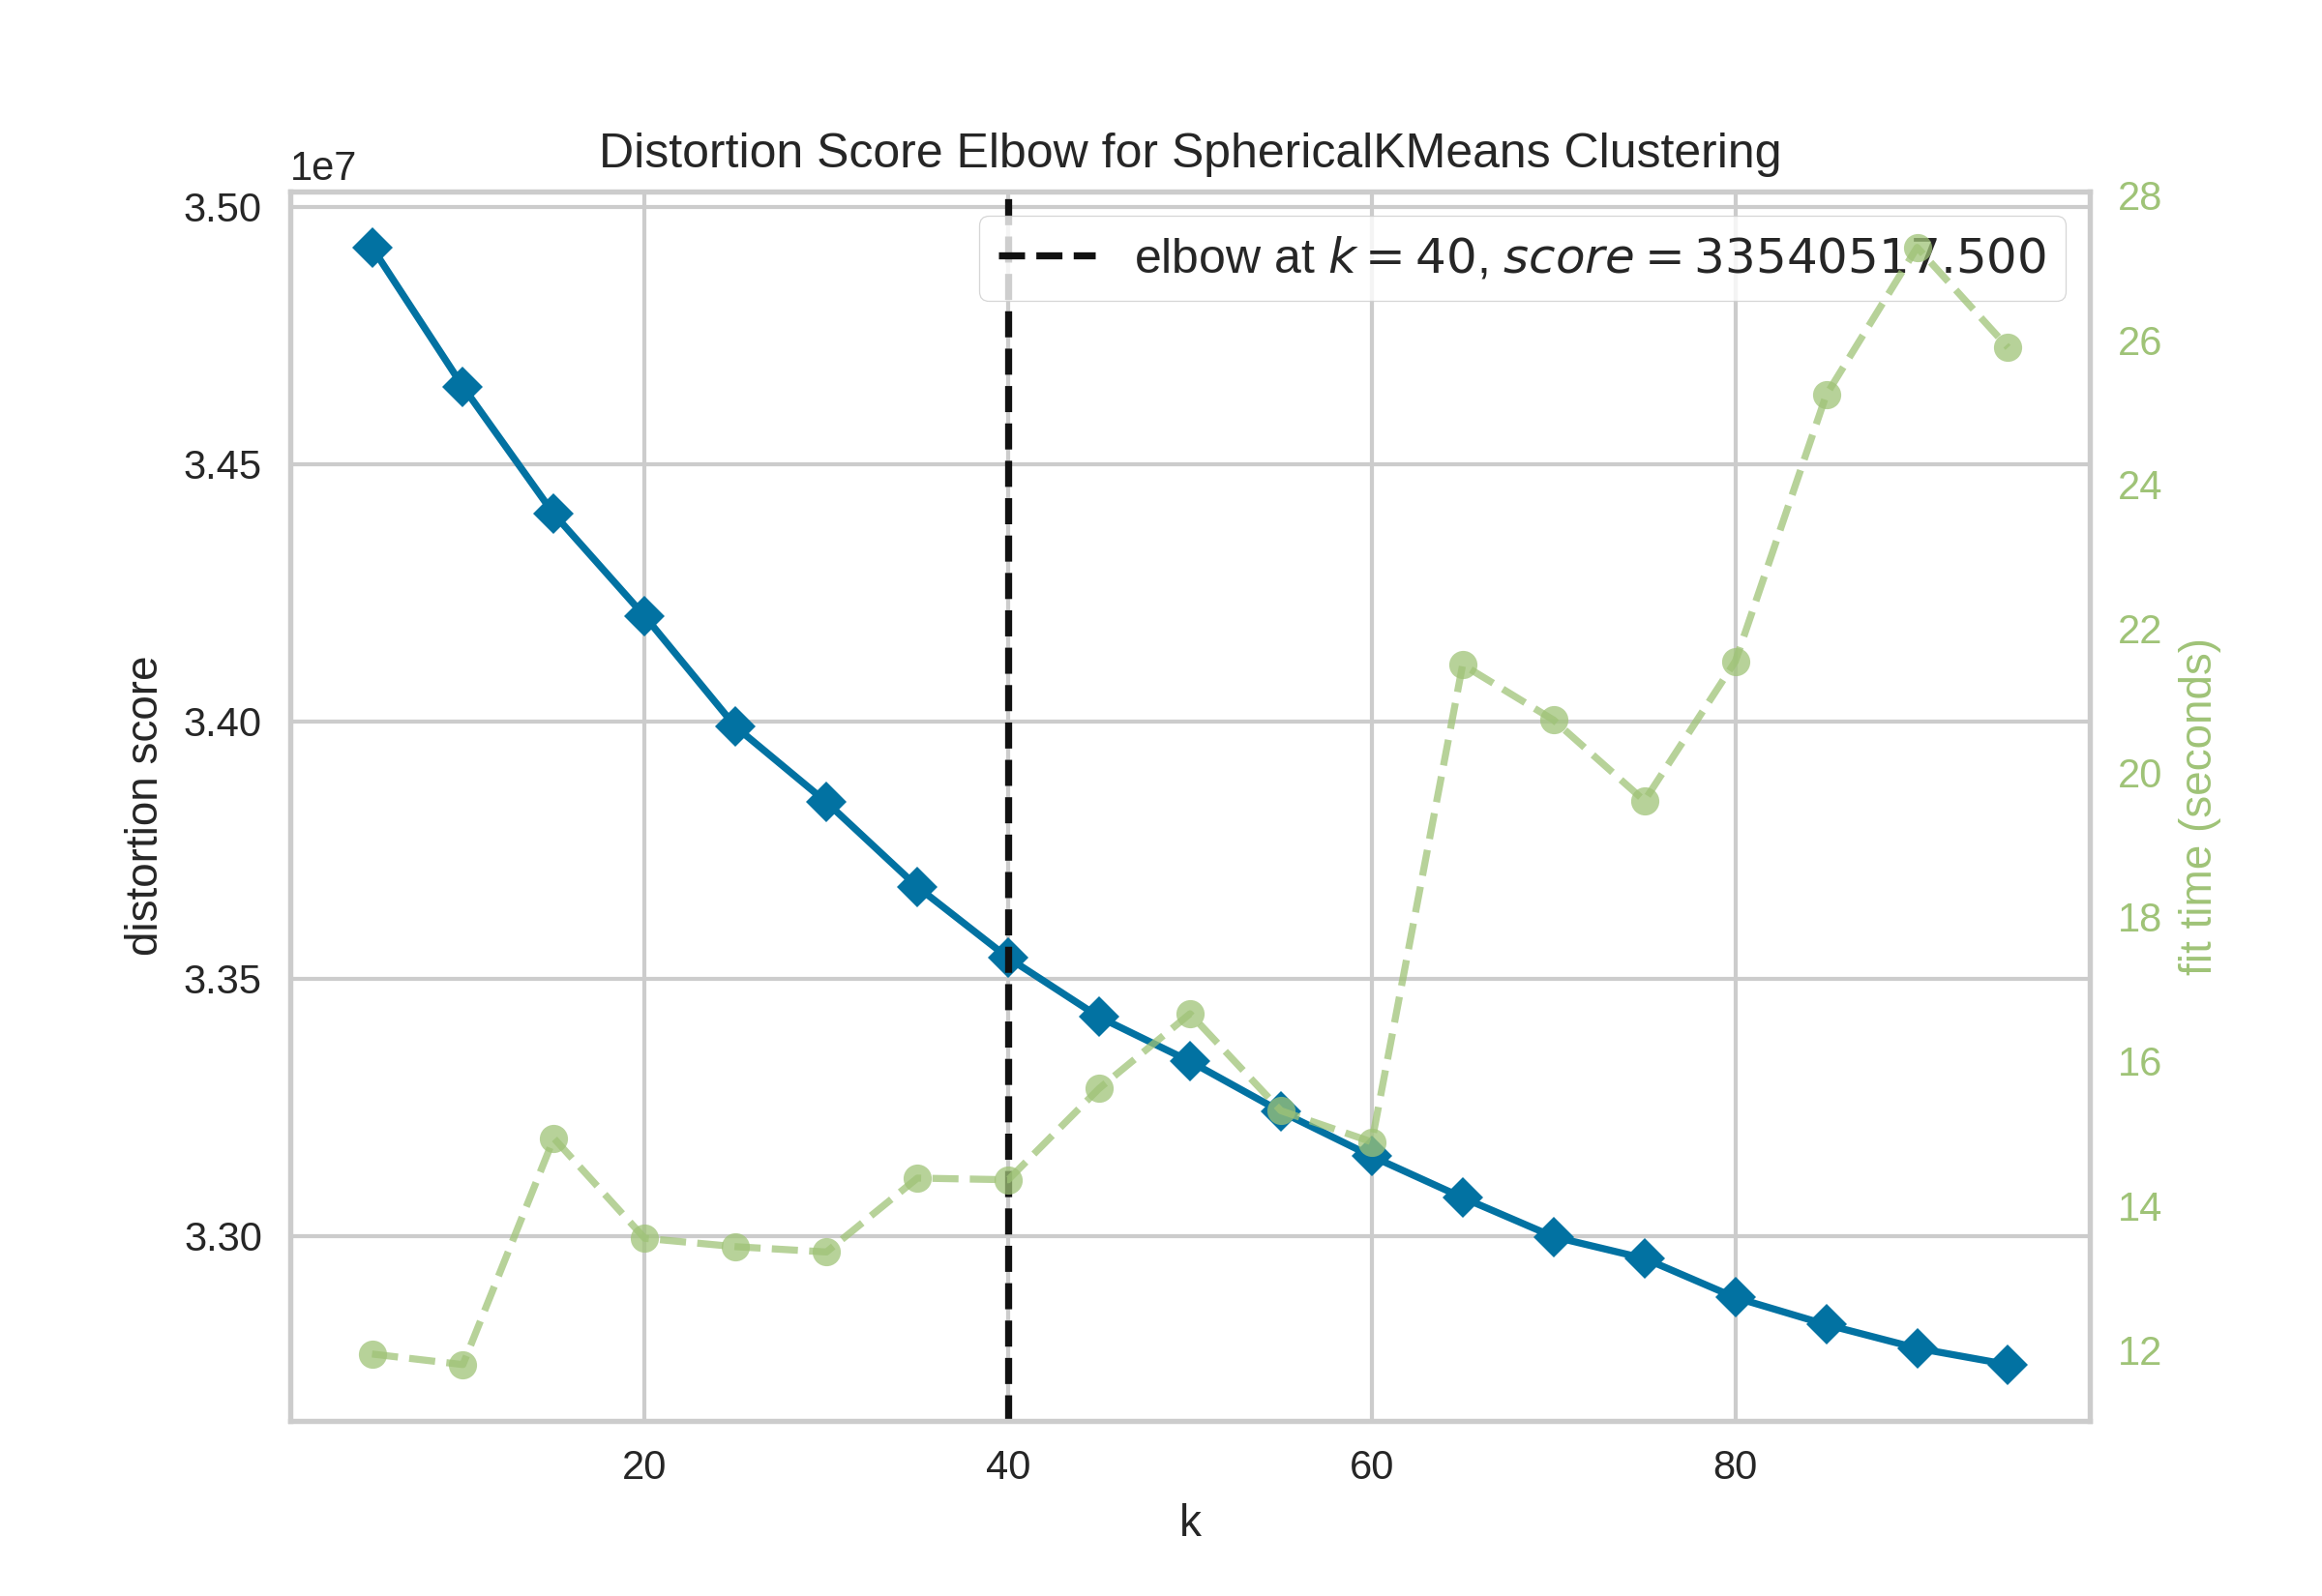 Distortion Score Elbow for SphericalKMeans Clustering
1e7
elbow at k = 40, score = 33540517.500
3.50
3.45
3.40
3.35
3.30
distortion score
28
26
24
22
20
18
16
14
12
fit time (seconds)
20 40 60 80
k